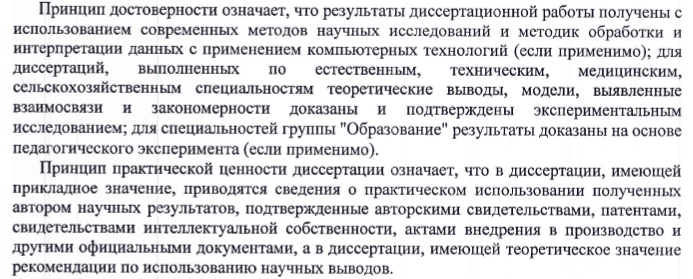 Принцип достоверности означает, что результаты диссертационной работы получены с
использованием современных методов научных исследований и методик обработки и
интерпретации данных с применением компьютерных технологий (если применимо); для
диссертаций, выполненных по естественным, техническим, медицинским,
сельскохозяйственным специальностям теоретические выводы, модели, выявленные
взаимосвязи и закономерности доказаны и подтверждены экспериментальным
исследованием; для специальностей группы "Образование" результаты доказаны на основе
педагогического эксперимента (если применимо).
Принцип практической ценности диссертации означает, что в диссертации, имеющей
прикладное значение, приводятся сведения о практическом использовании полученных
автором научных результатов, подтвержденные авторскими свидетельствами, патентами,
свидетельствами интеллектуальной собственности, актами внедрения в производство и
другими официальными документами, а в диссертации, имеющей теоретическое значение
рекомендации по использованию научных выводов.